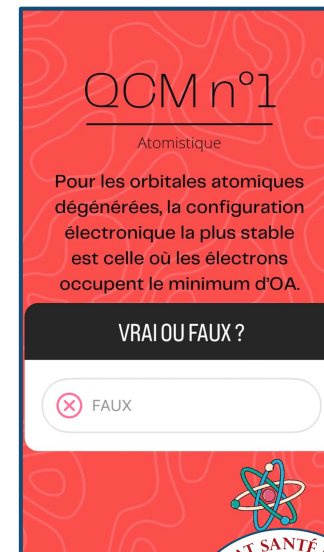 QCM n°1
Atomistique
Pour les orbitales atomiques
dégénérées, la configuration
électronique la plus stable
est celle où les électrons
occupent le minimum d'OA.
VRAI OU FAUX ?
FAUX
SANTÉ